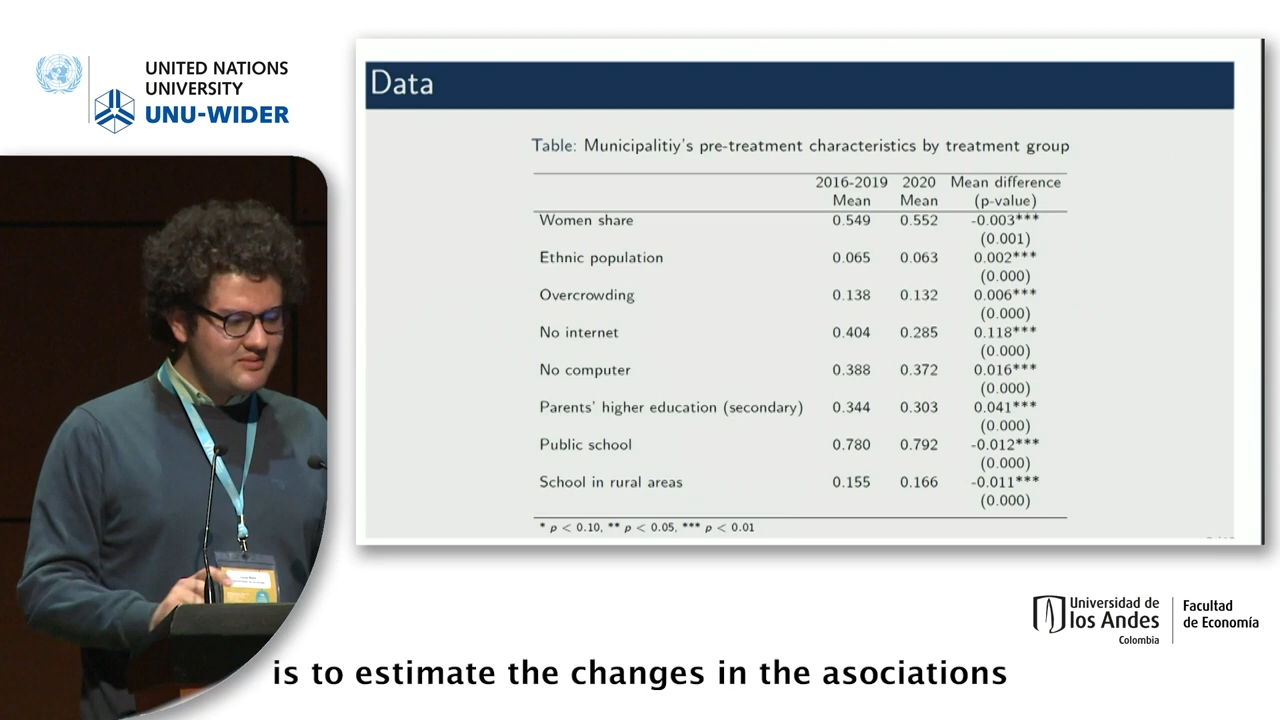 UNITED NATIONS
UNIVERSITY
UNU-WIDER
Data
Table: Municipalitiy's pre-treatment characteristics by treatment group
2016-2019 2020 Mean difference
Mean Mean (p-value)
Women share 0.549 0.552 -0.003***
(0.001)
Ethnic population 0.065 0.063 0.002***
(0.000)
Overcrowding 0.138 0.132 0.006***
(0.000)
No internet 0.404 0.285 0.118***
(0.000)
No computer 0.388 0.372 0.016***
(0.000)
Parents' higher education (secondary) 0.344 0.303 0.041***
(0.000)
Public school 0.780 0.792 -0.012***
(0.000)
School in rural areas 0.155 0.166 -0.011***
(0.000)
* p < 0.10, ** p < 0.05, *** p < 0.01
Universidad de
los Andes
Colombia
Facultad
de Economía
is to estimate the changes in the asociations